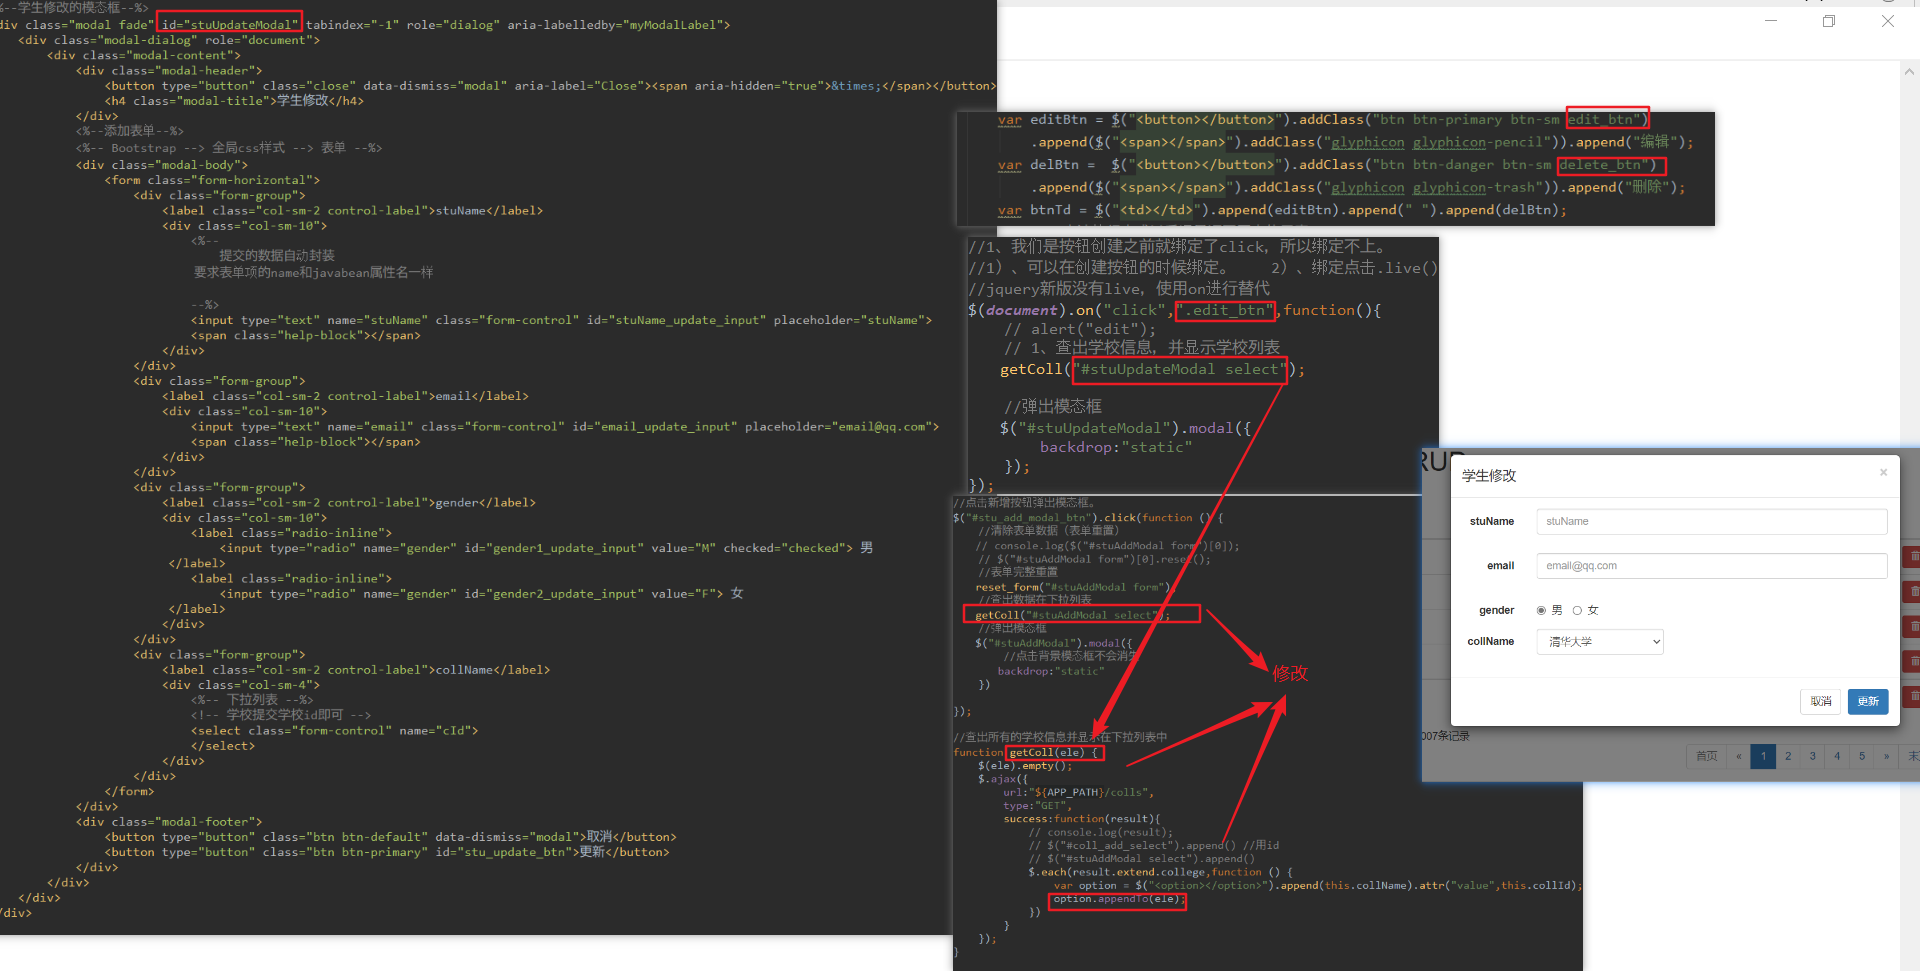 <%--学生修改的模态框--%>
div class="modal fade" id="stuUpdateModal" tabindex="-1" role="dialog" aria-labelledby="myModalLabel">
<div class="modal-dialog" role="document">
<div class="modal-content">
<div class="modal-header">
<button type="button" class="close" data-dismiss="modal" aria-label="Close"><span aria-hidden="true">&times;</span></button>
<h4 class="modal-title">学生修改</h4>
</div>
<%--添加表单--%>
<%-- Bootstrap --> 全局css样式 --> 表单 --%>
<div class="modal-body">
<form class="form-horizontal">
<div class="form-group">
<label class="col-sm-2 control-label">stuName</label>
<div class="col-sm-10">
<%--
提交的数据自动封装
要求表单项的name和javabean属性名一样
--%>
<input type="text" name="stuName" class="form-control" id="stuName_update_input" placeholder="stuName">
<span class="help-block"></span>
</div>
</div>
<div class="form-group">
<label class="col-sm-2 control-label">email</label>
<div class="col-sm-10">
<input type="text" name="email" class="form-control" id="email_update_input" placeholder="email@qq.com">
<span class="help-block"></span>
</div>
</div>
<div class="form-group">
<label class="col-sm-2 control-label">gender</label>
<div class="col-sm-10">
<label class="radio-inline">
<input type="radio" name="gender" id="gender1_update_input" value="M" checked="checked"> 男
</label>
<label class="radio-inline">
<input type="radio" name="gender" id="gender2_update_input" value="F"> 女
</label>
</div>
</div>
<div class="form-group">
<label class="col-sm-2 control-label">collName</label>
<div class="col-sm-4">
<%-- 下拉列表 --%>
<!-- 学校提交学校id即可 -->
<select class="form-control" name="cId">
</select>
</div>
</div>
</form>
</div>
<div class="modal-footer">
<button type="button" class="btn btn-default" data-dismiss="modal">取消</button>
<button type="button" class="btn btn-primary" id="stu_update_btn">更新</button>
</div>
</div>
</div>
/div>
var editBtn = $("<button></button>").addClass("btn btn-primary btn-sm edit_btn")
.append($("<span></span>").addClass("glyphicon glyphicon-pencil")).append("编辑");
var delBtn = $("<button></button>").addClass("btn btn-danger btn-sm delete_btn")
.append($("<span></span>").addClass("glyphicon glyphicon-trash")).append("删除");
var btnTd = $("<td></td>").append(editBtn).append(" ").append(delBtn);
//1、我们是按钮创建之前就绑定了click，所以绑定不上。
//1）、可以在创建按钮的时候绑定。 2）、绑定点击.live()
//jquery新版没有live，使用on进行替代
$(document).on("click",".edit_btn",function(){
// alert("edit");
// 1、查出学校信息，并显示学校列表
getColl("#stuUpdateModal select");
//弹出模态框
$("#stuUpdateModal").modal({
backdrop:"static"
});
});
//点击新增按钮弹出模态框。
$("#stu_add_modal_btn").click(function () {
//清除表单数据（表单重置）
// console.log($("#stuAddModal form")[0]);
// $("#stuAddModal form")[0].reset();
//表单完整重置
reset_form("#stuAddModal form")
//查出数据在下拉列表
getColl("#stuAddModal select");
//弹出模态框
$("#stuAddModal").modal({
//点击背景模态框不会消失
backdrop:"static"
})
});
修改
//查出所有的学校信息并显示在下拉列表中
function getColl(ele) {
$(ele).empty();
$.ajax({
url:"${APP_PATH}/colls",
type:"GET",
success:function(result){
// console.log(result);
// $("#coll_add_select").append() //用id
// $("#stuAddModal select").append()
$.each(result.extend.college,function () {
var option = $("<option></option>").append(this.collName).attr("value",this.collId);
option.appendTo(ele);
})
}
});
}
学生修改
×
stuName
stuName
email
email@qq.com
gender
男
女
collName
清华大学
取消
更新
007条记录
首页 « 1 2 3 4 5 »